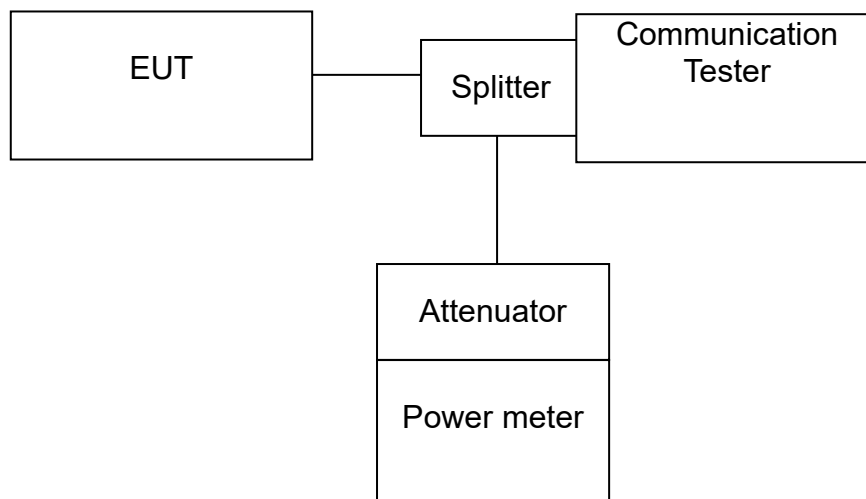 EUT
Splitter
Communication
Tester
Attenuator
Power meter